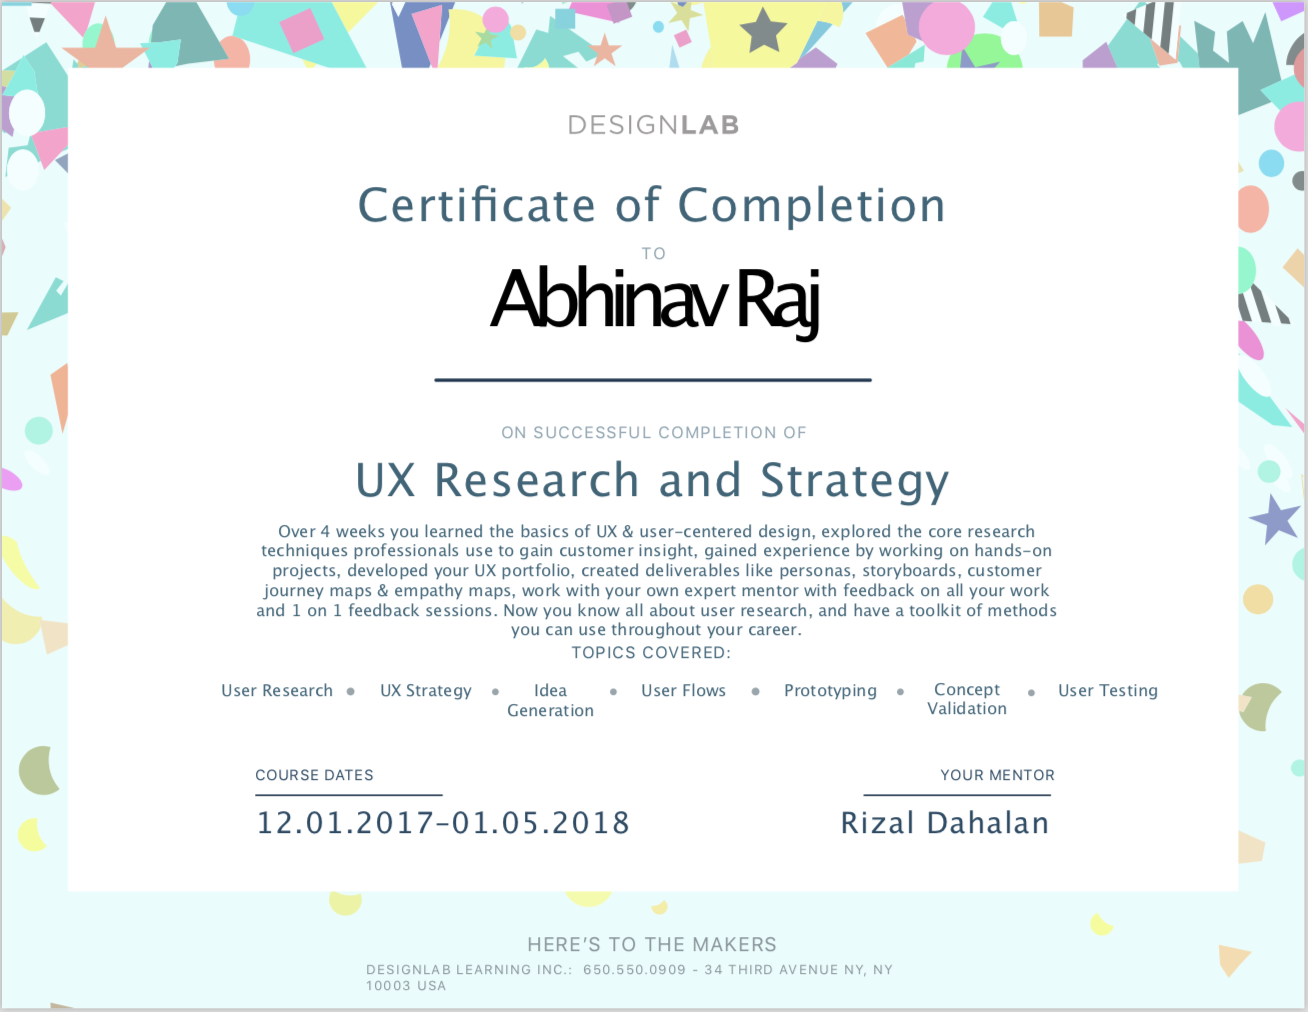 DESIGNLAB
Certificate of Completion
TO
Abhinav Raj
ON SUCCESSFUL COMPLETION OF
UX Research and Strategy
Over 4 weeks you learned the basics of UX & user-centered design, explored the core research
techniques professionals use to gain customer insight, gained experience by working on hands-on
projects, developed your UX portfolio, created deliverables like personas, storyboards, customer
journey maps & empathy maps, work with your own expert mentor with feedback on all your work
and 1 on 1 feedback sessions. Now you know all about user research, and have a toolkit of methods
you can use throughout your career.
TOPICS COVERED:
User Research • UX Strategy • Idea Generation • User Flows • Prototyping • Concept Validation • User Testing
COURSE DATES
12.01.2017-01.05.2018
YOUR MENTOR
Rizal Dahalan
HERE'S TO THE MAKERS
DESIGNLAB LEARNING INC.: 650.550.0909 - 34 THIRD AVENUE NY, NY
10003 USA